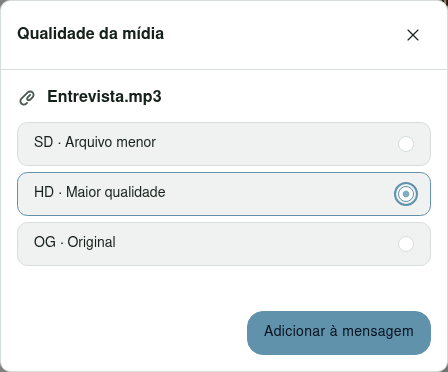 Qualidade da mídia
Entrevista.mp3
SD · Arquivo menor
HD · Maior qualidade
OG · Original
Adicionar à mensagem